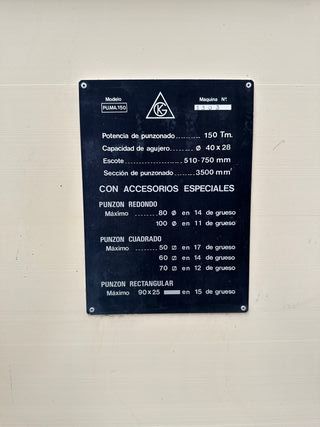 Modelo
PUMA.150
KG
Maquina Nº.
Potencia de punzonado.......... 150 Tm.
Capacidad de agujero....... ø 40 x 28
Escote................. 510-750 mm
Sección de punzonado....... 3500 mm²
CON ACCESORIOS ESPECIALES
PUNZON REDONDO
Máximo ........ 80 ø en 14 de grueso
100 ø en 11 de grueso
PUNZON CUADRADO
Máximo ........ 50 ⍁ en 17 de grueso
60 ⍁ en 14 de grueso
70 ⍁ en 12 de grueso
PUNZON RECTANGULAR
Máximo 90 x 25 en 15 de grueso